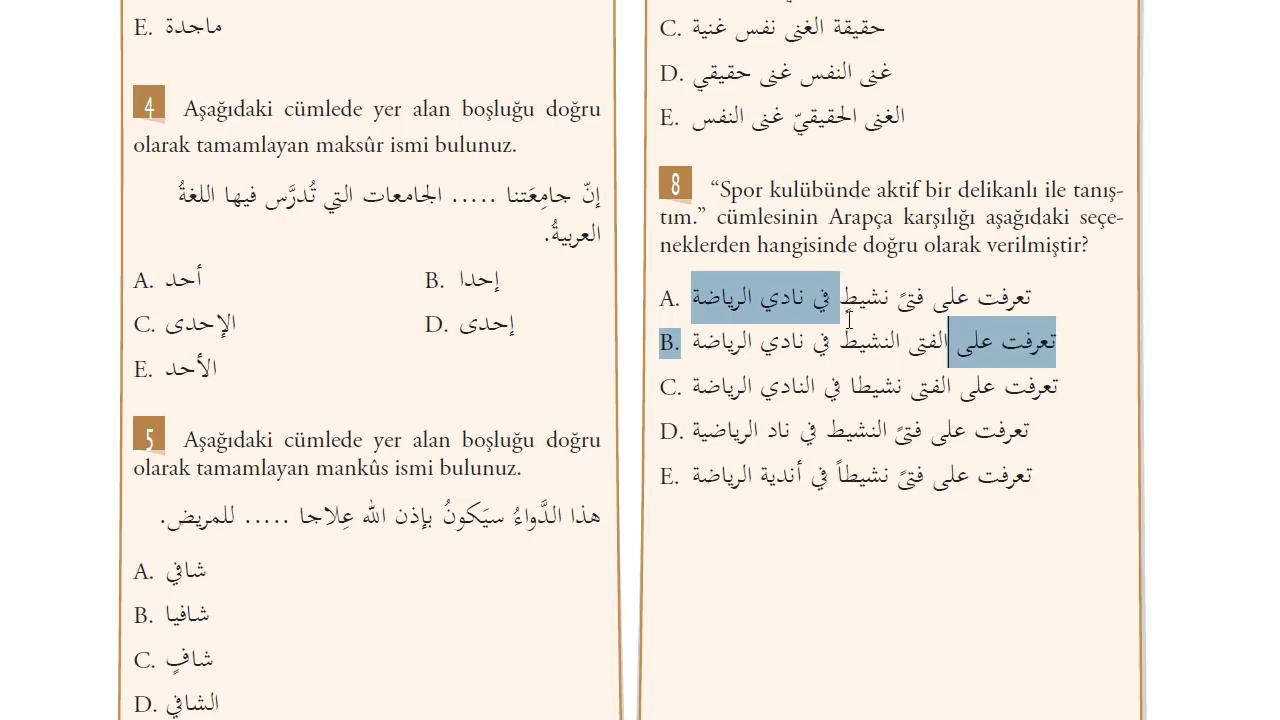 E. ماجدة
4 Aşağıdaki cümlede yer alan boşluğu doğru
olarak tamamlayan maksûr ismi bulunuz.
إنّ جامِعَتنا ..... الجامعات التي تُدرَّس فيها اللغةُ
العربيةُ.
A. أحد B. إحدا
C. الإحدى D. إحدى
E. الأحد
5 Aşağıdaki cümlede yer alan boşluğu doğru
olarak tamamlayan mankûs ismi bulunuz.
هذا الدَّواءُ سيَكونُ بإذن الله عِلاجا ..... للمريض.
A. شافي
B. شافيا
C. شافٍ
D. الشافي
C. حقيقة الغنى نفس غنية
D. غنى النفس غنى حقيقي
E. الغنى الحقيقيّ غنى النفس
8 “Spor kulübünde aktif bir delikanlı ile tanış-
tım.” cümlesinin Arapça karşılığı aşağıdaki seçe-
neklerden hangisinde doğru olarak verilmiştir?
A. تعرفت على فتىً نشيطٍ في نادي الرياضة
B. تعرفت على الفتى النشيط في نادي الرياضة
C. تعرفت على الفتى نشيطا في النادي الرياضة
D. تعرفت على فتىً النشيط في ناد الرياضية
E. تعرفت على فتىً نشيطاً في أندية الرياضة